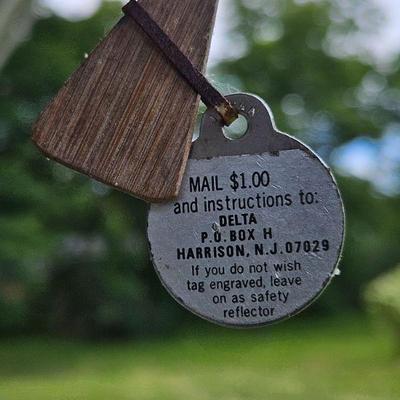 MAIL $1.00
and instructions to:
DELTA
P.O. BOX H
HARRISON, N.J. 07029
If you do not wish
tag engraved, leave
on as safety
reflector